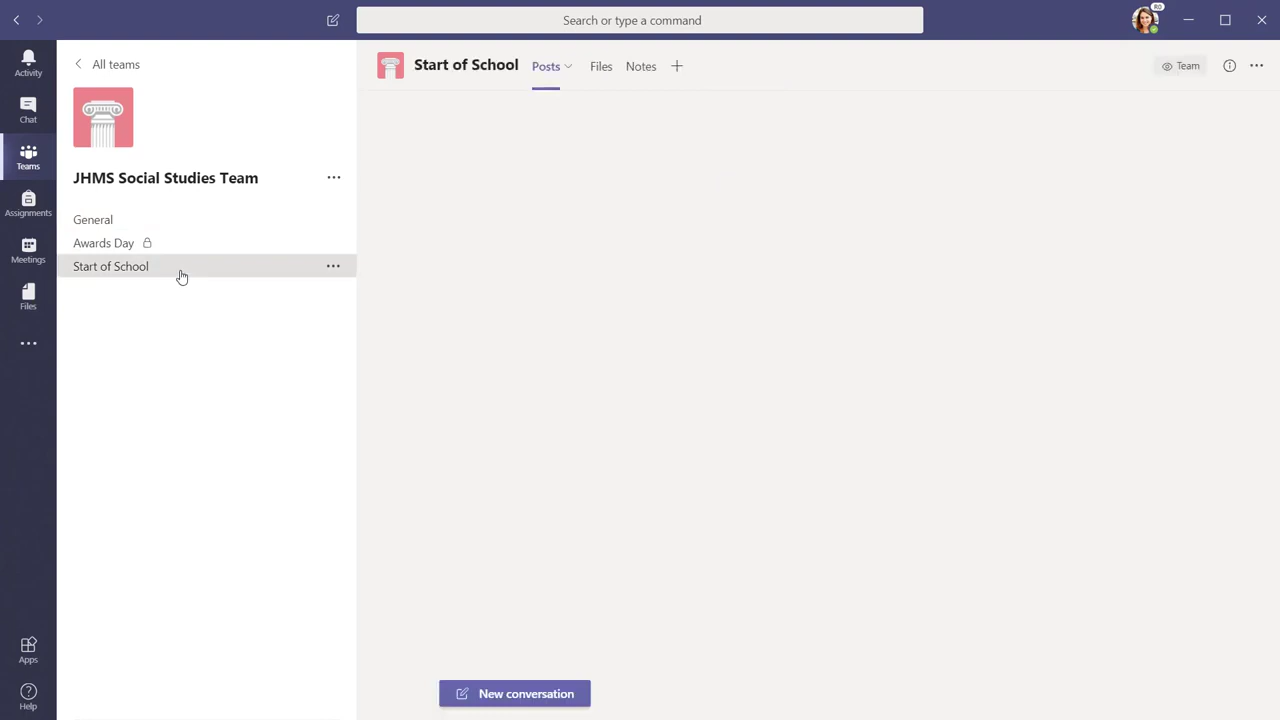 Search or type a command
RO
Activity
Chat
Teams
Assignments
Meetings
Files
Apps
Help
All teams
JHMS Social Studies Team
General
Awards Day
Start of School
Start of School
Posts
Files
Notes
Team
New conversation